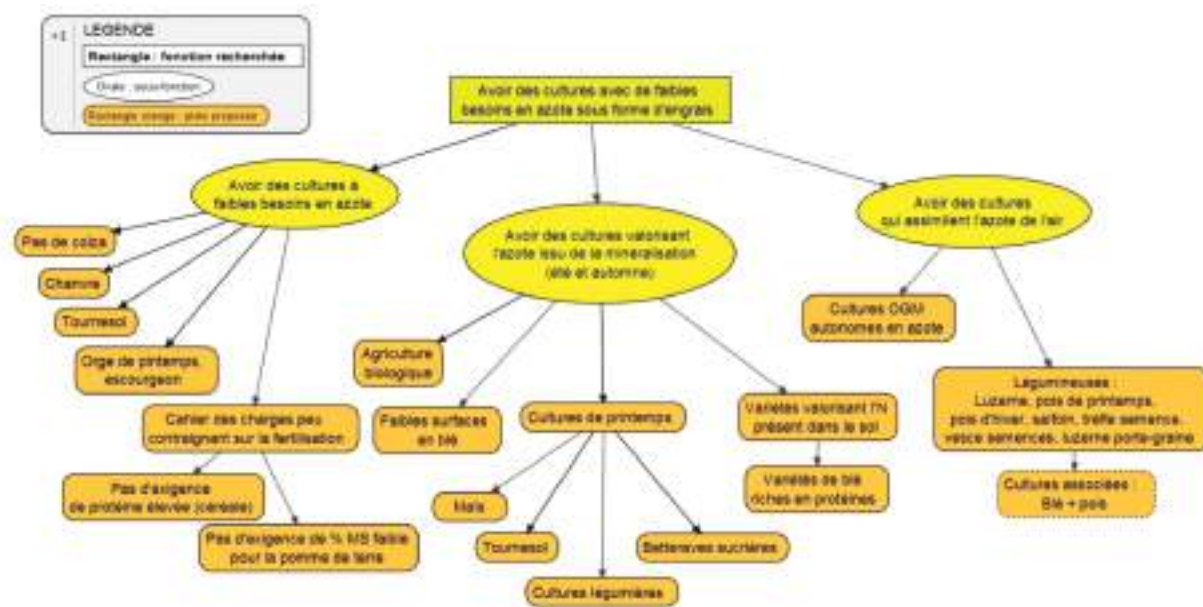 LEGENDE
Rectangle : fonction recherchée
Ovale : sous-fonction
Rectangle orange : piste proposée
Avoir des cultures avec de faibles
besoins en azote sous forme d'engrais
Avoir des cultures à
faibles besoins en azote
Avoir des cultures valorisant
l'azote issu de la minéralisation
(été et automne)
Avoir des cultures
qui assimilent l'azote de l'air
Pas de colza
Chanvre
Tournesol
Orge de printemps,
escourgeon
Cahier des charges peu
contraignant sur la fertilisation
Pas d'exigence
de protéine élevée (céréale)
Pas d'exigence de % MS faible
pour la pomme de terre
Agriculture
biologique
Faibles surfaces
en blé
Cultures de printemps
Maïs
Tournesol
Cultures légumières
Betteraves sucrières
Variétés valorisant l'N
présent dans le sol
Variétés de blé
riches en protéines
Cultures OGM
autonomes en azote
Légumineuses :
Luzerne, pois de printemps,
pois d'hiver, sainfoin, trèfle semence,
vesce semences, luzerne porte-graine
Cultures associées :
Blé + pois